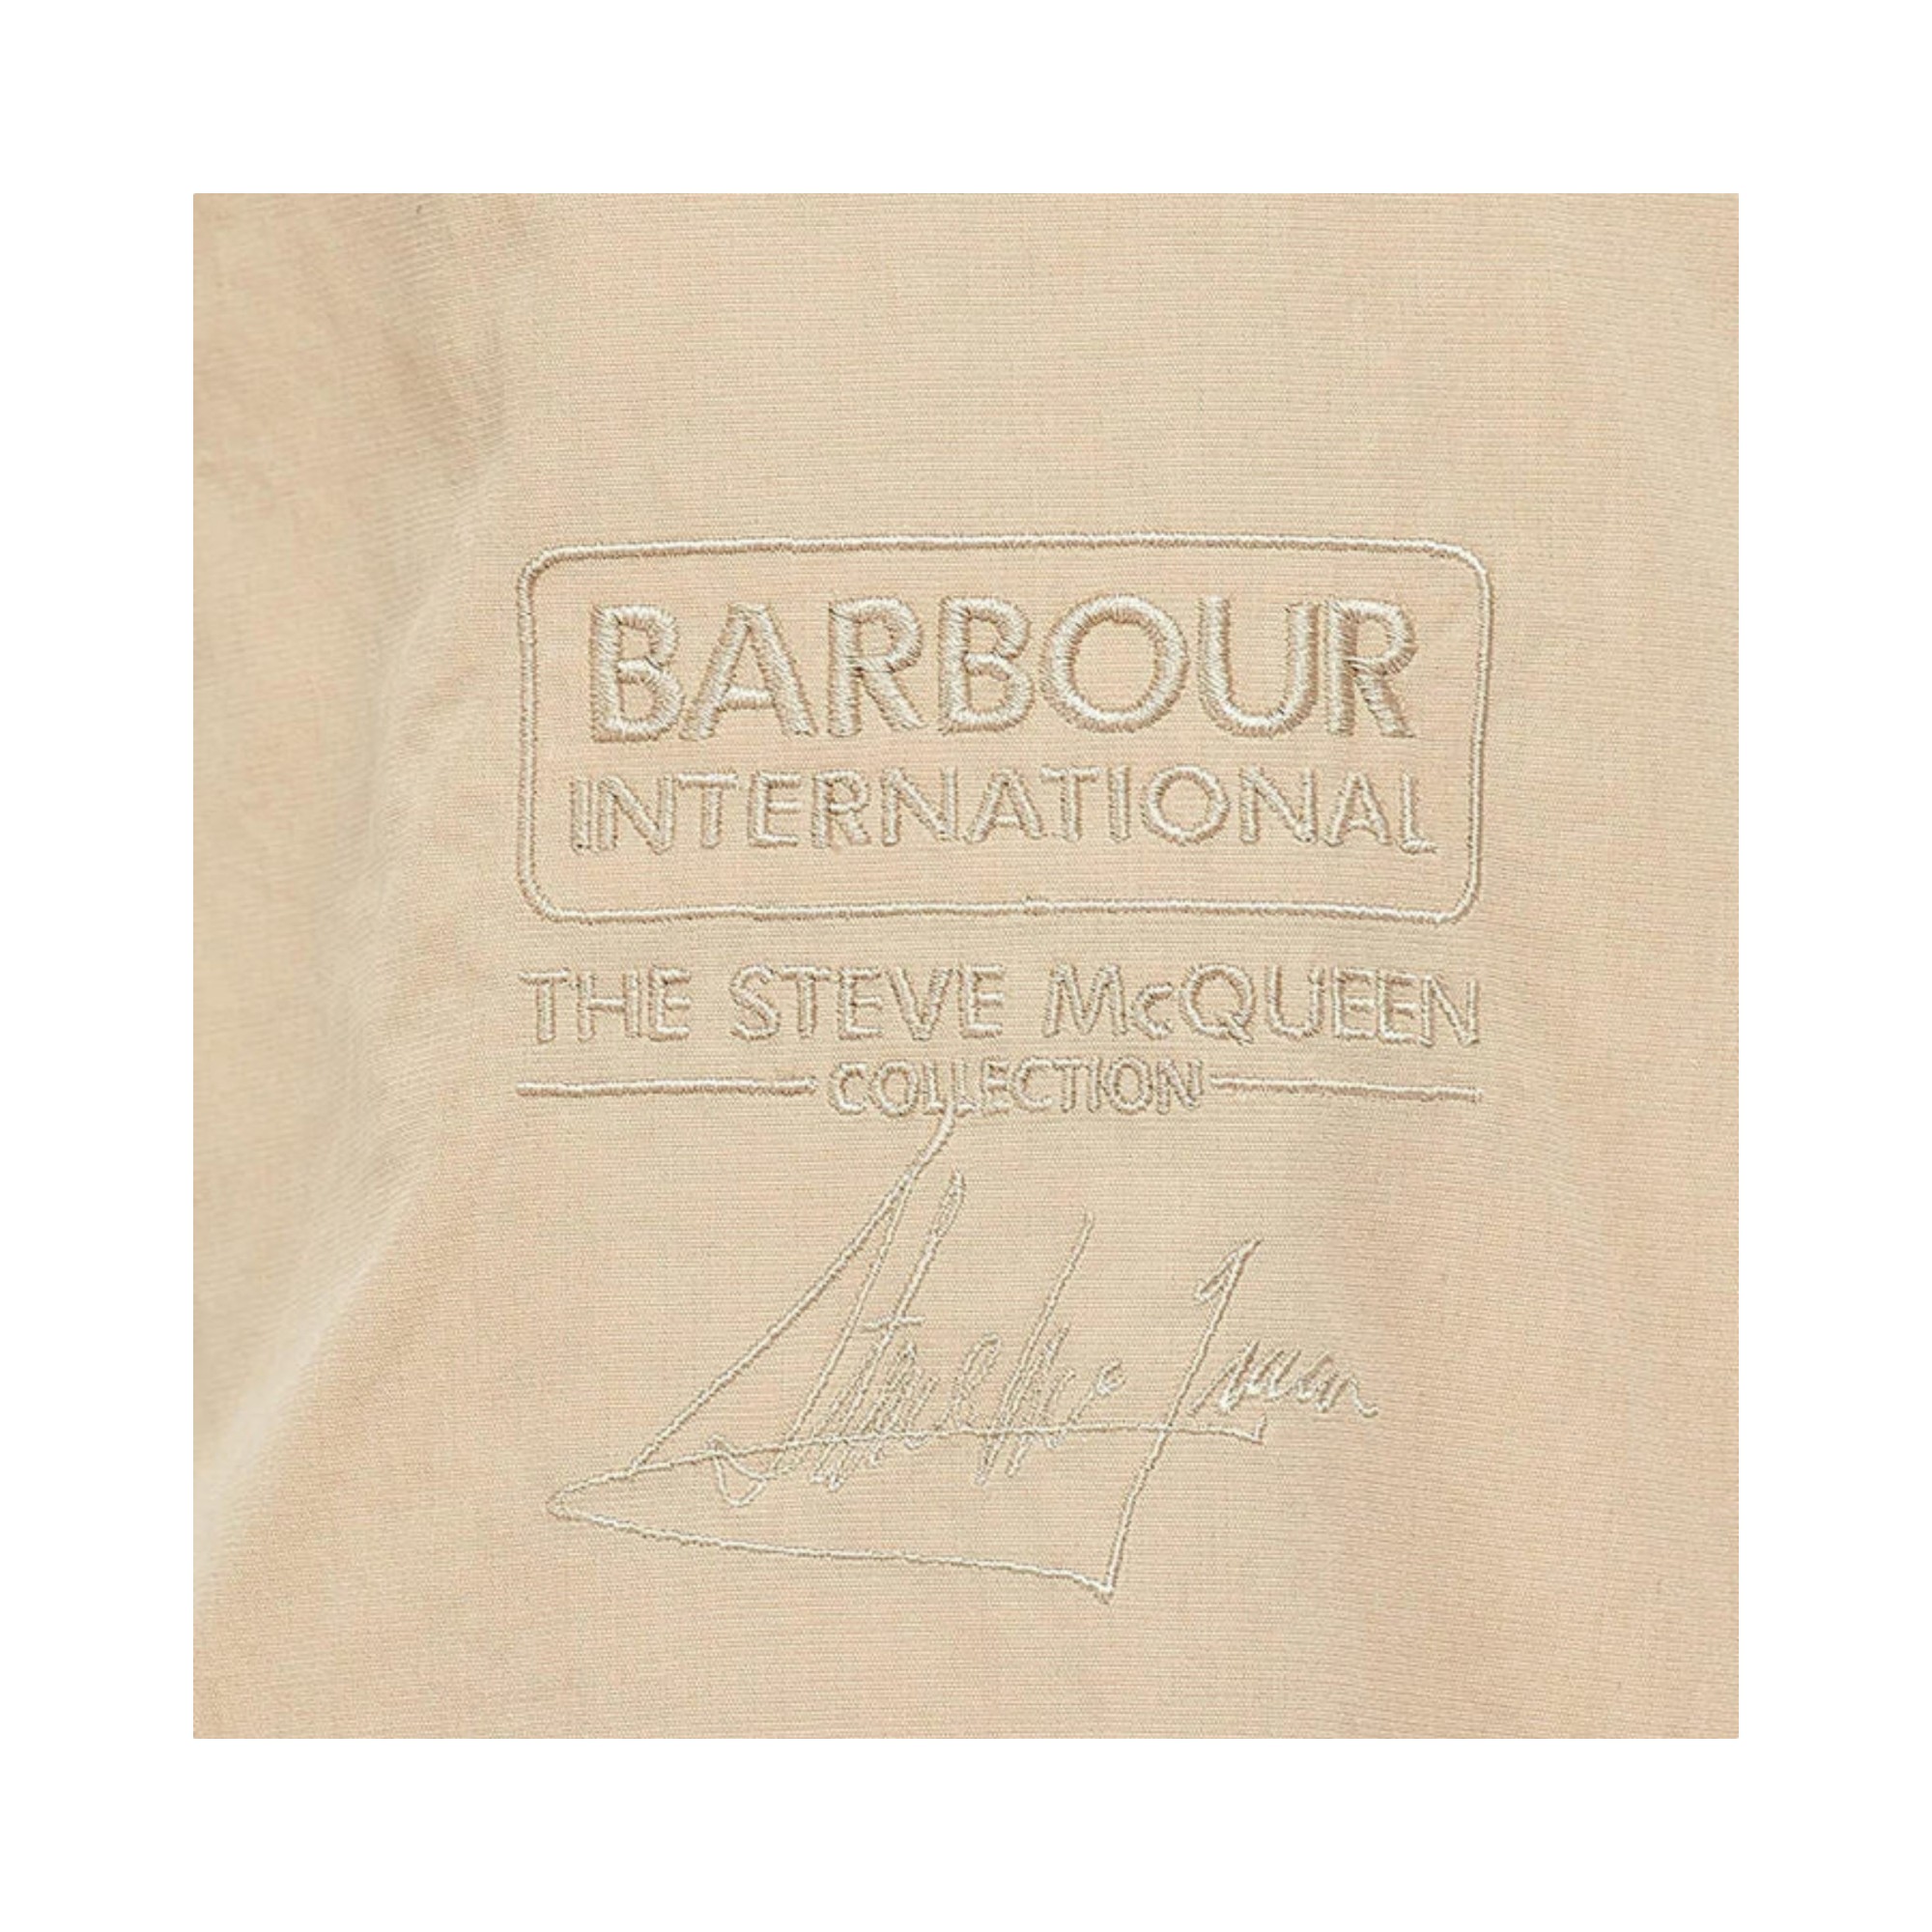 BARBOUR
INTERNATIONAL
THE STEVE McQUEEN
COLLECTION